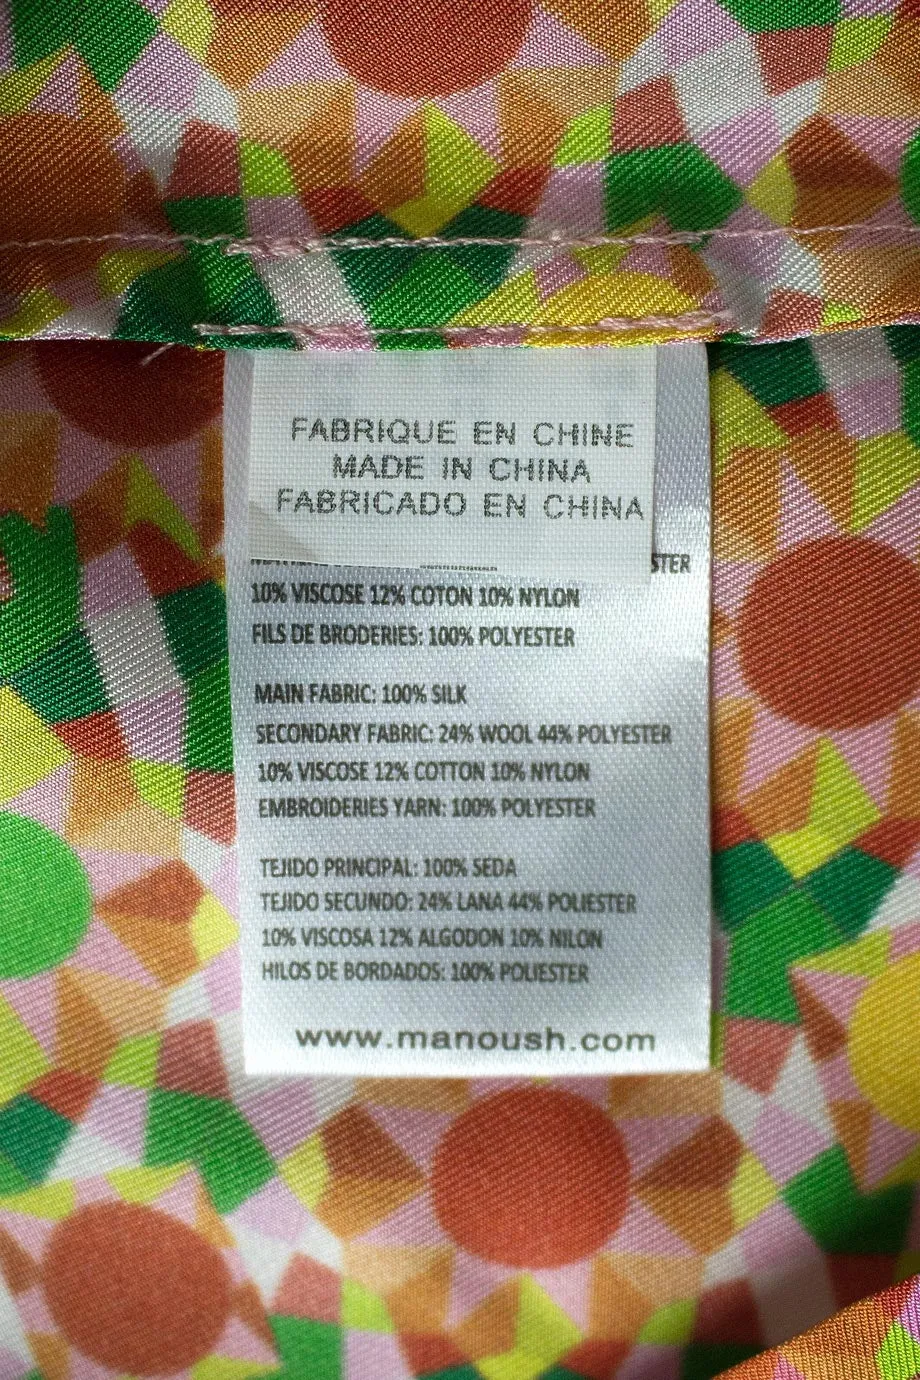 FABRIQUE EN CHINE
MADE IN CHINA
FABRICADO EN CHINA
10% VISCOSE 12% COTON 10% NYLON
FILS DE BRODERIES: 100% POLYESTER
MAIN FABRIC: 100% SILK
SECONDARY FABRIC: 24% WOOL 44% POLYESTER
10% VISCOSE 12% COTTON 10% NYLON
EMBROIDERIES YARN: 100% POLYESTER
TEJIDO PRINCIPAL: 100% SEDA
TEJIDO SECUNDO: 24% LANA 44% POLIESTER
10% VISCOSA 12% ALGODON 10% NILON
HILOS DE BORDADOS: 100% POLIESTER
www.manoush.com